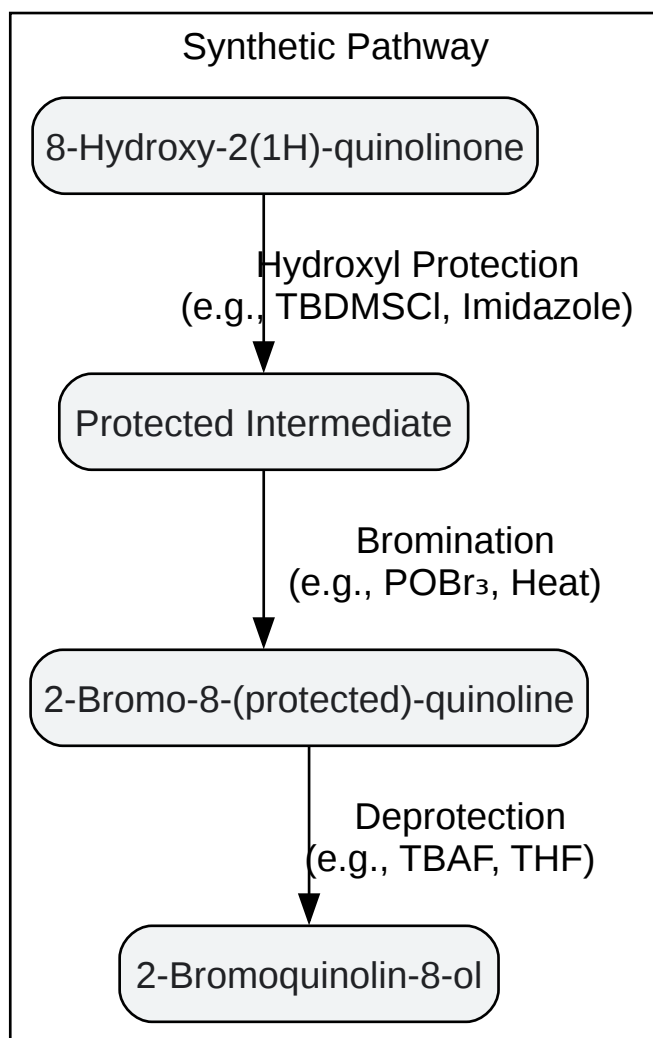 Synthetic Pathway
8-Hydroxy-2(1H)-quinolinone
Hydroxyl Protection
(e.g., TBDMSCl, Imidazole)
Protected Intermediate
Bromination
(e.g., POBr₃, Heat)
2-Bromo-8-(protected)-quinoline
Deprotection
(e.g., TBAF, THF)
2-Bromoquinolin-8-ol